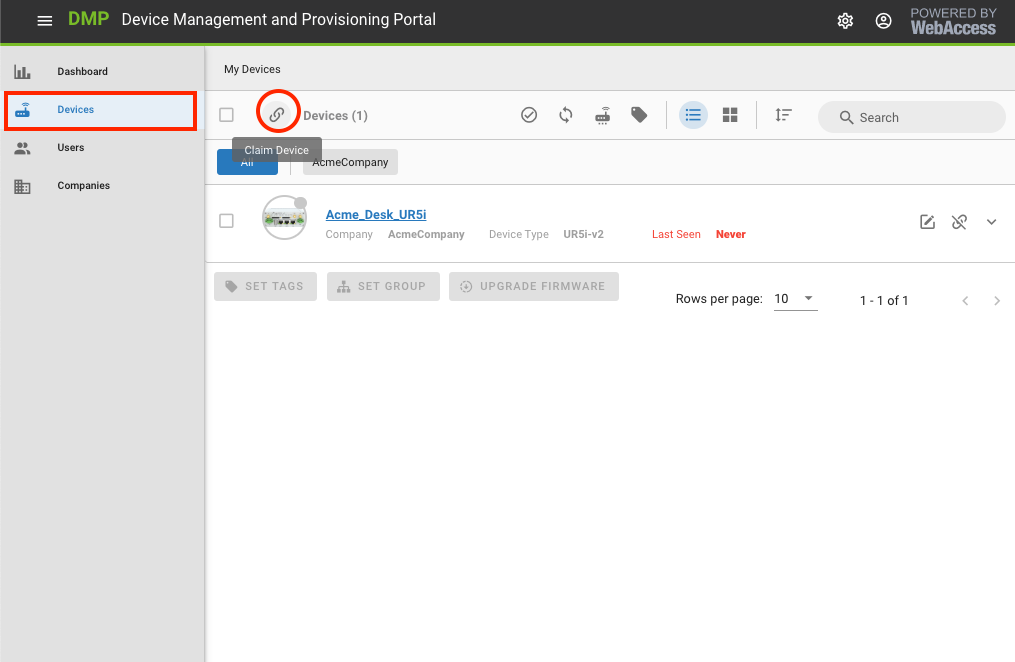 DMP Device Management and Provisioning Portal
POWERED BY
WebAccess
Dashboard
Devices
Users
Companies
My Devices
Devices (1)
Search
Claim Device
All
AcmeCompany
Acme_Desk_UR5i
Company AcmeCompany Device Type UR5i-v2 Last Seen Never
SET TAGS SET GROUP UPGRADE FIRMWARE
Rows per page: 10 1 - 1 of 1